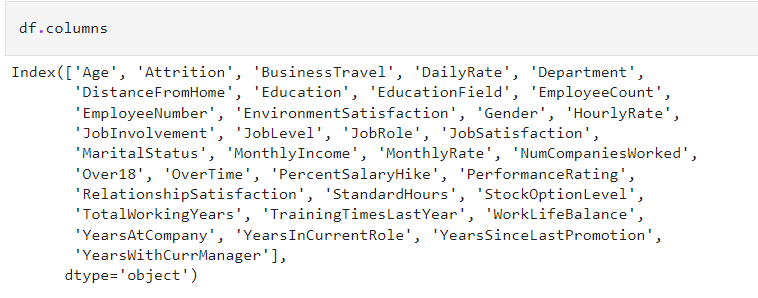 df.columns
Index(['Age', 'Attrition', 'BusinessTravel', 'DailyRate', 'Department',
'DistanceFromHome', 'Education', 'EducationField', 'EmployeeCount',
'EmployeeNumber', 'EnvironmentSatisfaction', 'Gender', 'HourlyRate',
'JobInvolvement', 'JobLevel', 'JobRole', 'JobSatisfaction',
'MaritalStatus', 'MonthlyIncome', 'MonthlyRate', 'NumCompaniesWorked',
'Over18', 'OverTime', 'PercentSalaryHike', 'PerformanceRating',
'RelationshipSatisfaction', 'StandardHours', 'StockOptionLevel',
'TotalWorkingYears', 'TrainingTimesLastYear', 'WorkLifeBalance',
'YearsAtCompany', 'YearsInCurrentRole', 'YearsSinceLastPromotion',
'YearsWithCurrManager'],
dtype='object')